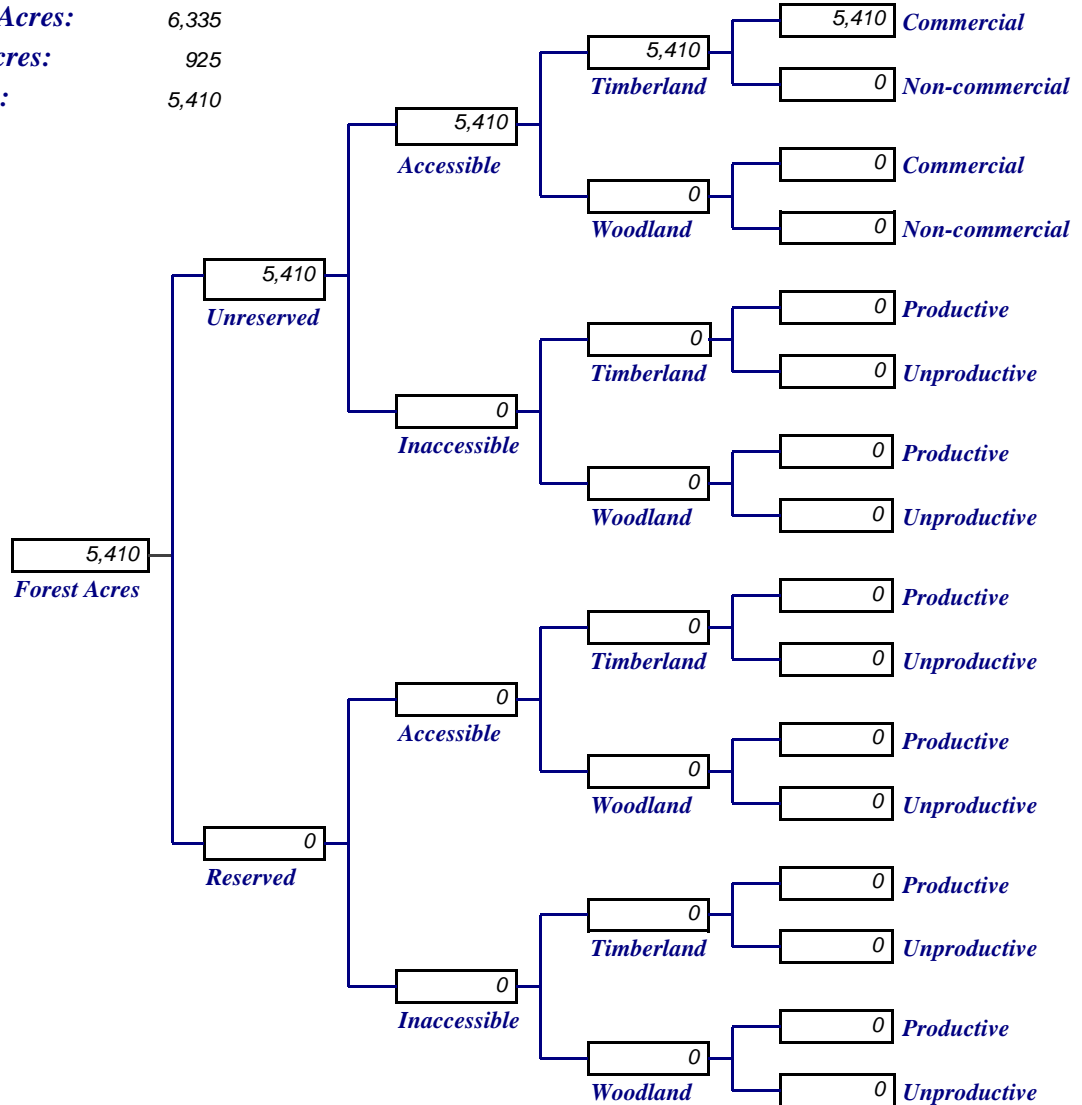 Acres: 6,335
cres: 925
: 5,410
5,410 Commercial
5,410
Timberland
0 Non-commercial
5,410
Accessible
0 Commercial
0
Woodland
0 Non-commercial
5,410
Unreserved
0 Productive
0
Timberland
0 Unproductive
0
Inaccessible
0 Productive
0
Woodland
0 Unproductive
5,410
Forest Acres
0 Productive
0
Timberland
0 Unproductive
0
Accessible
0 Productive
0
Woodland
0 Unproductive
0
Reserved
0 Productive
0
Timberland
0 Unproductive
0
Inaccessible
0 Productive
0
Woodland
0 Unproductive